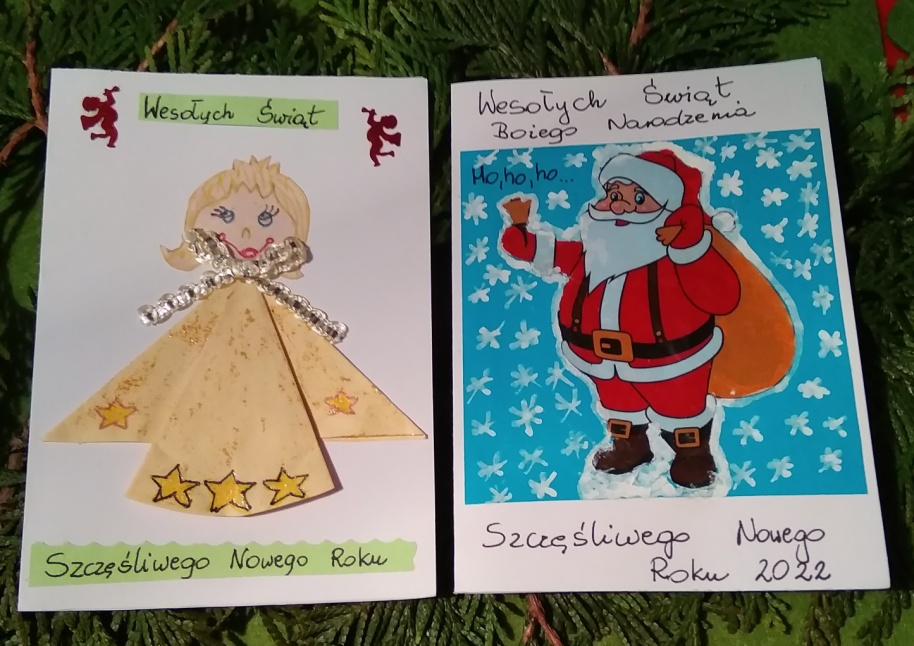 Wesołych Świąt
Szczęśliwego Nowego Roku
Wesołych Świąt
Bożego Narodzenia
Ho, ho, ho...
Szczęśliwego Nowego
Roku 2022